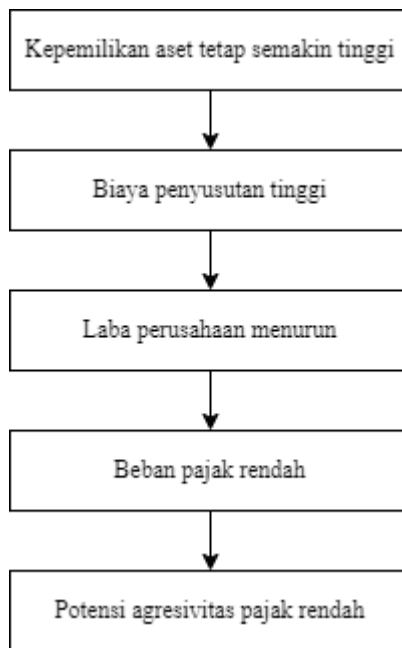 Kepemilikan aset tetap semakin tinggi
Biaya penyusutan tinggi
Laba perusahaan menurun
Beban pajak rendah
Potensi agresivitas pajak rendah